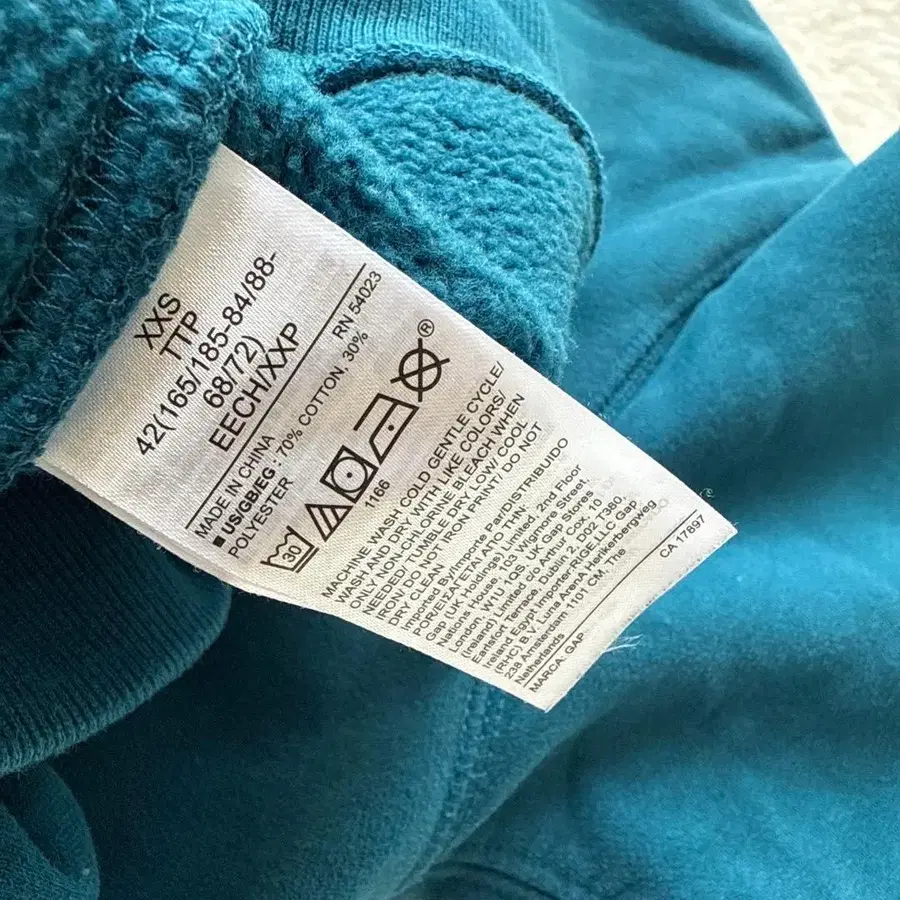 XXS
TTP
42(165/185-84/88-
68/72)
EECH/XXP
RN 54023
MADE IN CHINA
US/GB/EG : 70% COTTON, 30%
POLYESTER
30
®
1166
MACHINE WASH COLD GENTLE CYCLE/
WASH AND DRY WITH LIKE COLORS/
ONLY NON-CHLORINE BLEACH WHEN
NEEDED/ TUMBLE DRY LOW/ COOL
IRON/ DO NOT IRON PRINT/ DO NOT
DRY CLEAN
Imported By/Importe Par/DISTRIBUIDO
POR/ΕΙΣΑΓΕΤΑΙ ΑΠΟ ΤΗΝ:
Gap (UK Holdings) Limited, 2nd Floor
Nations House, 103 Wigmore Street,
London, W1U 1QS, UK Gap Stores
(Ireland) Limited c/o Arthur Cox, 10
Earlsfort Terrace, Dublin 2, D02 T380,
Ireland Egypt Importer:RIGE.LLC Gap
(RHC) B.V. Luna ArenA Herikerbergweg
238 Amsterdam 1101 CM, The
Netherlands
MARCA: GAP
CA 17897